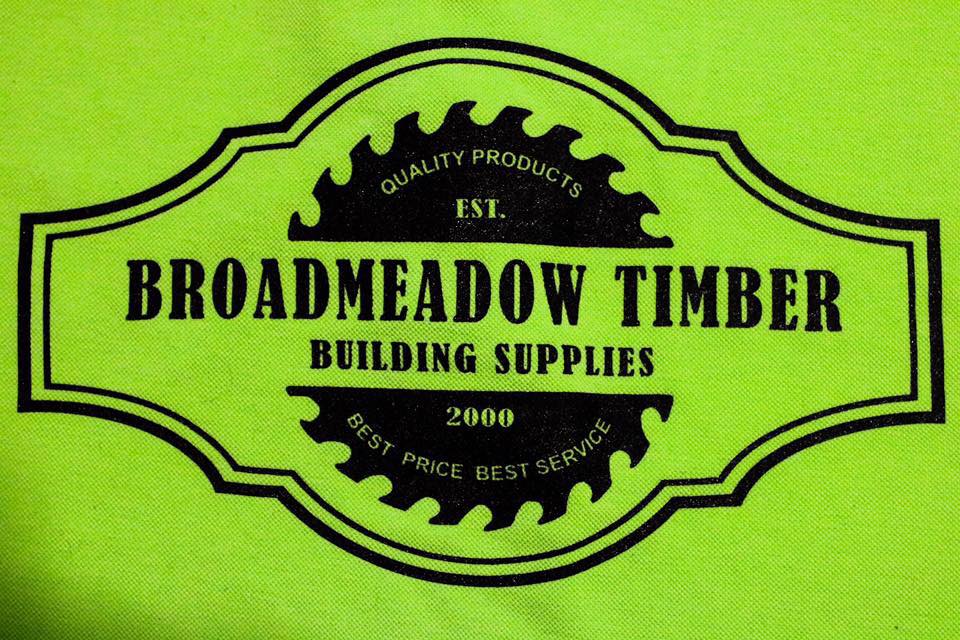 QUALITY PRODUCTS
EST.
BROADMEADOW TIMBER
BUILDING SUPPLIES
2000
BEST PRICE BEST SERVICE